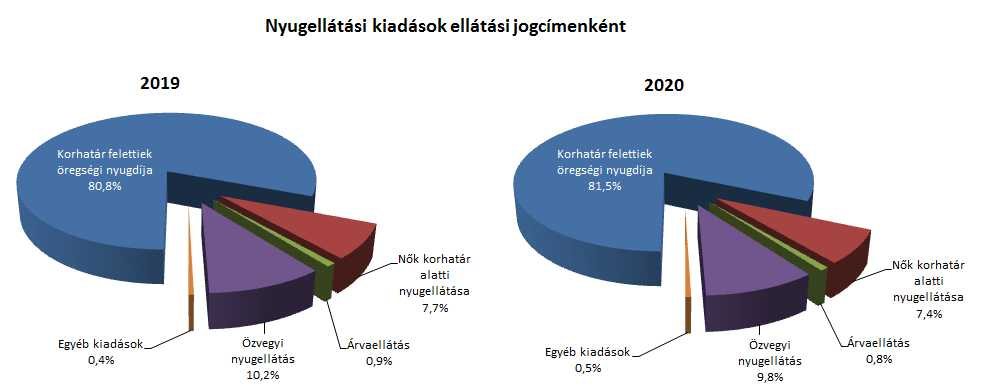 Nyugellátási kiadások ellátási jogcímenként
2019
Korhatár felettiek
öregségi nyugdíja
80,8%
Nők korhatár
alatti
nyugellátása
7,7%
Árvaellátás
0,9%
Özvegyi
nyugellátás
10,2%
Egyéb kiadások
0,4%
2020
Korhatár felettiek
öregségi nyugdíja
81,5%
Nők korhatár
alatti
nyugellátása
7,4%
Árvaellátás
0,8%
Özvegyi
nyugellátás
9,8%
Egyéb kiadások
0,5%